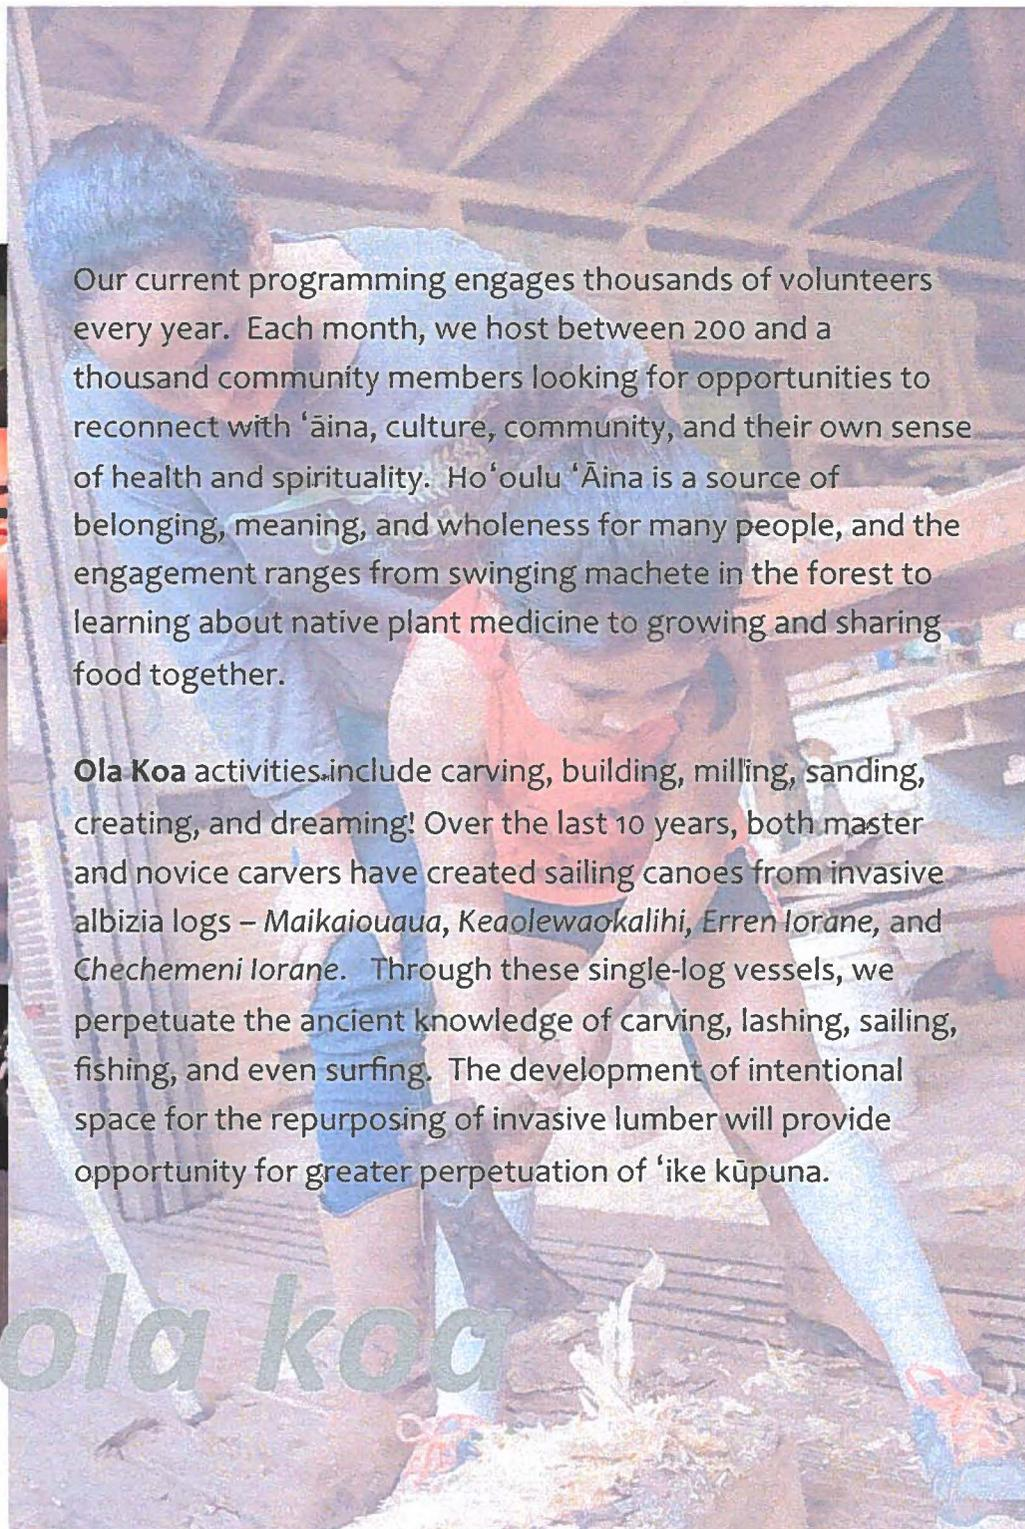 Our current programming engages thousands of volunteers
every year.  Each month, we host between 200 and a
thousand community members looking for opportunities to
reconnect with ʻāina, culture, community, and their own sense
of health and spirituality.  Hoʻoulu ʻĀina is a source of
belonging, meaning, and wholeness for many people, and the
engagement ranges from swinging machete in the forest to
learning about native plant medicine to growing and sharing
food together.
Ola Koa activities include carving, building, milling, sanding,
creating, and dreaming! Over the last 10 years, both master
and novice carvers have created sailing canoes from invasive
albizia logs – Maikaiouaua, Keaolewaokalihi, Erren Iorane, and
Chechemeni Iorane.  Through these single-log vessels, we
perpetuate the ancient knowledge of carving, lashing, sailing,
fishing, and even surfing.  The development of intentional
space for the repurposing of invasive lumber will provide
opportunity for greater perpetuation of ʻike kūpuna.
ola koa